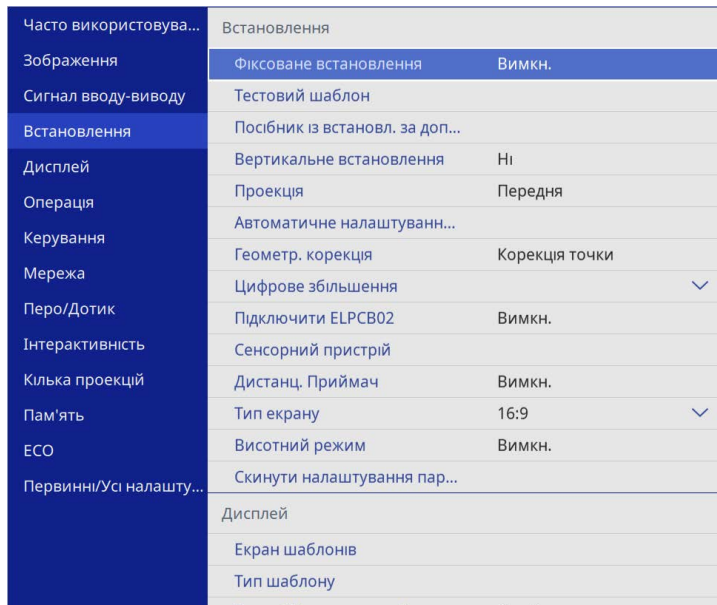 Часто використовува...
Зображення
Сигнал вводу-виводу
Встановлення
Дисплей
Операція
Керування
Мережа
Перо/Дотик
Інтерактивність
Кілька проекцій
Пам'ять
ECO
Первинні/Усі налашту...
Встановлення
Фіксоване встановлення Вимкн.
Тестовий шаблон
Посібник із встановл. за доп...
Вертикальне встановлення Ні
Проекція Передня
Автоматичне налаштуванн...
Геометр. корекція Корекція точки
Цифрове збільшення
Підключити ELPCB02 Вимкн.
Сенсорний пристрій
Дистанц. Приймач Вимкн.
Тип екрану 16:9
Висотний режим Вимкн.
Скинути налаштування пар...
Дисплей
Екран шаблонів
Тип шаблону